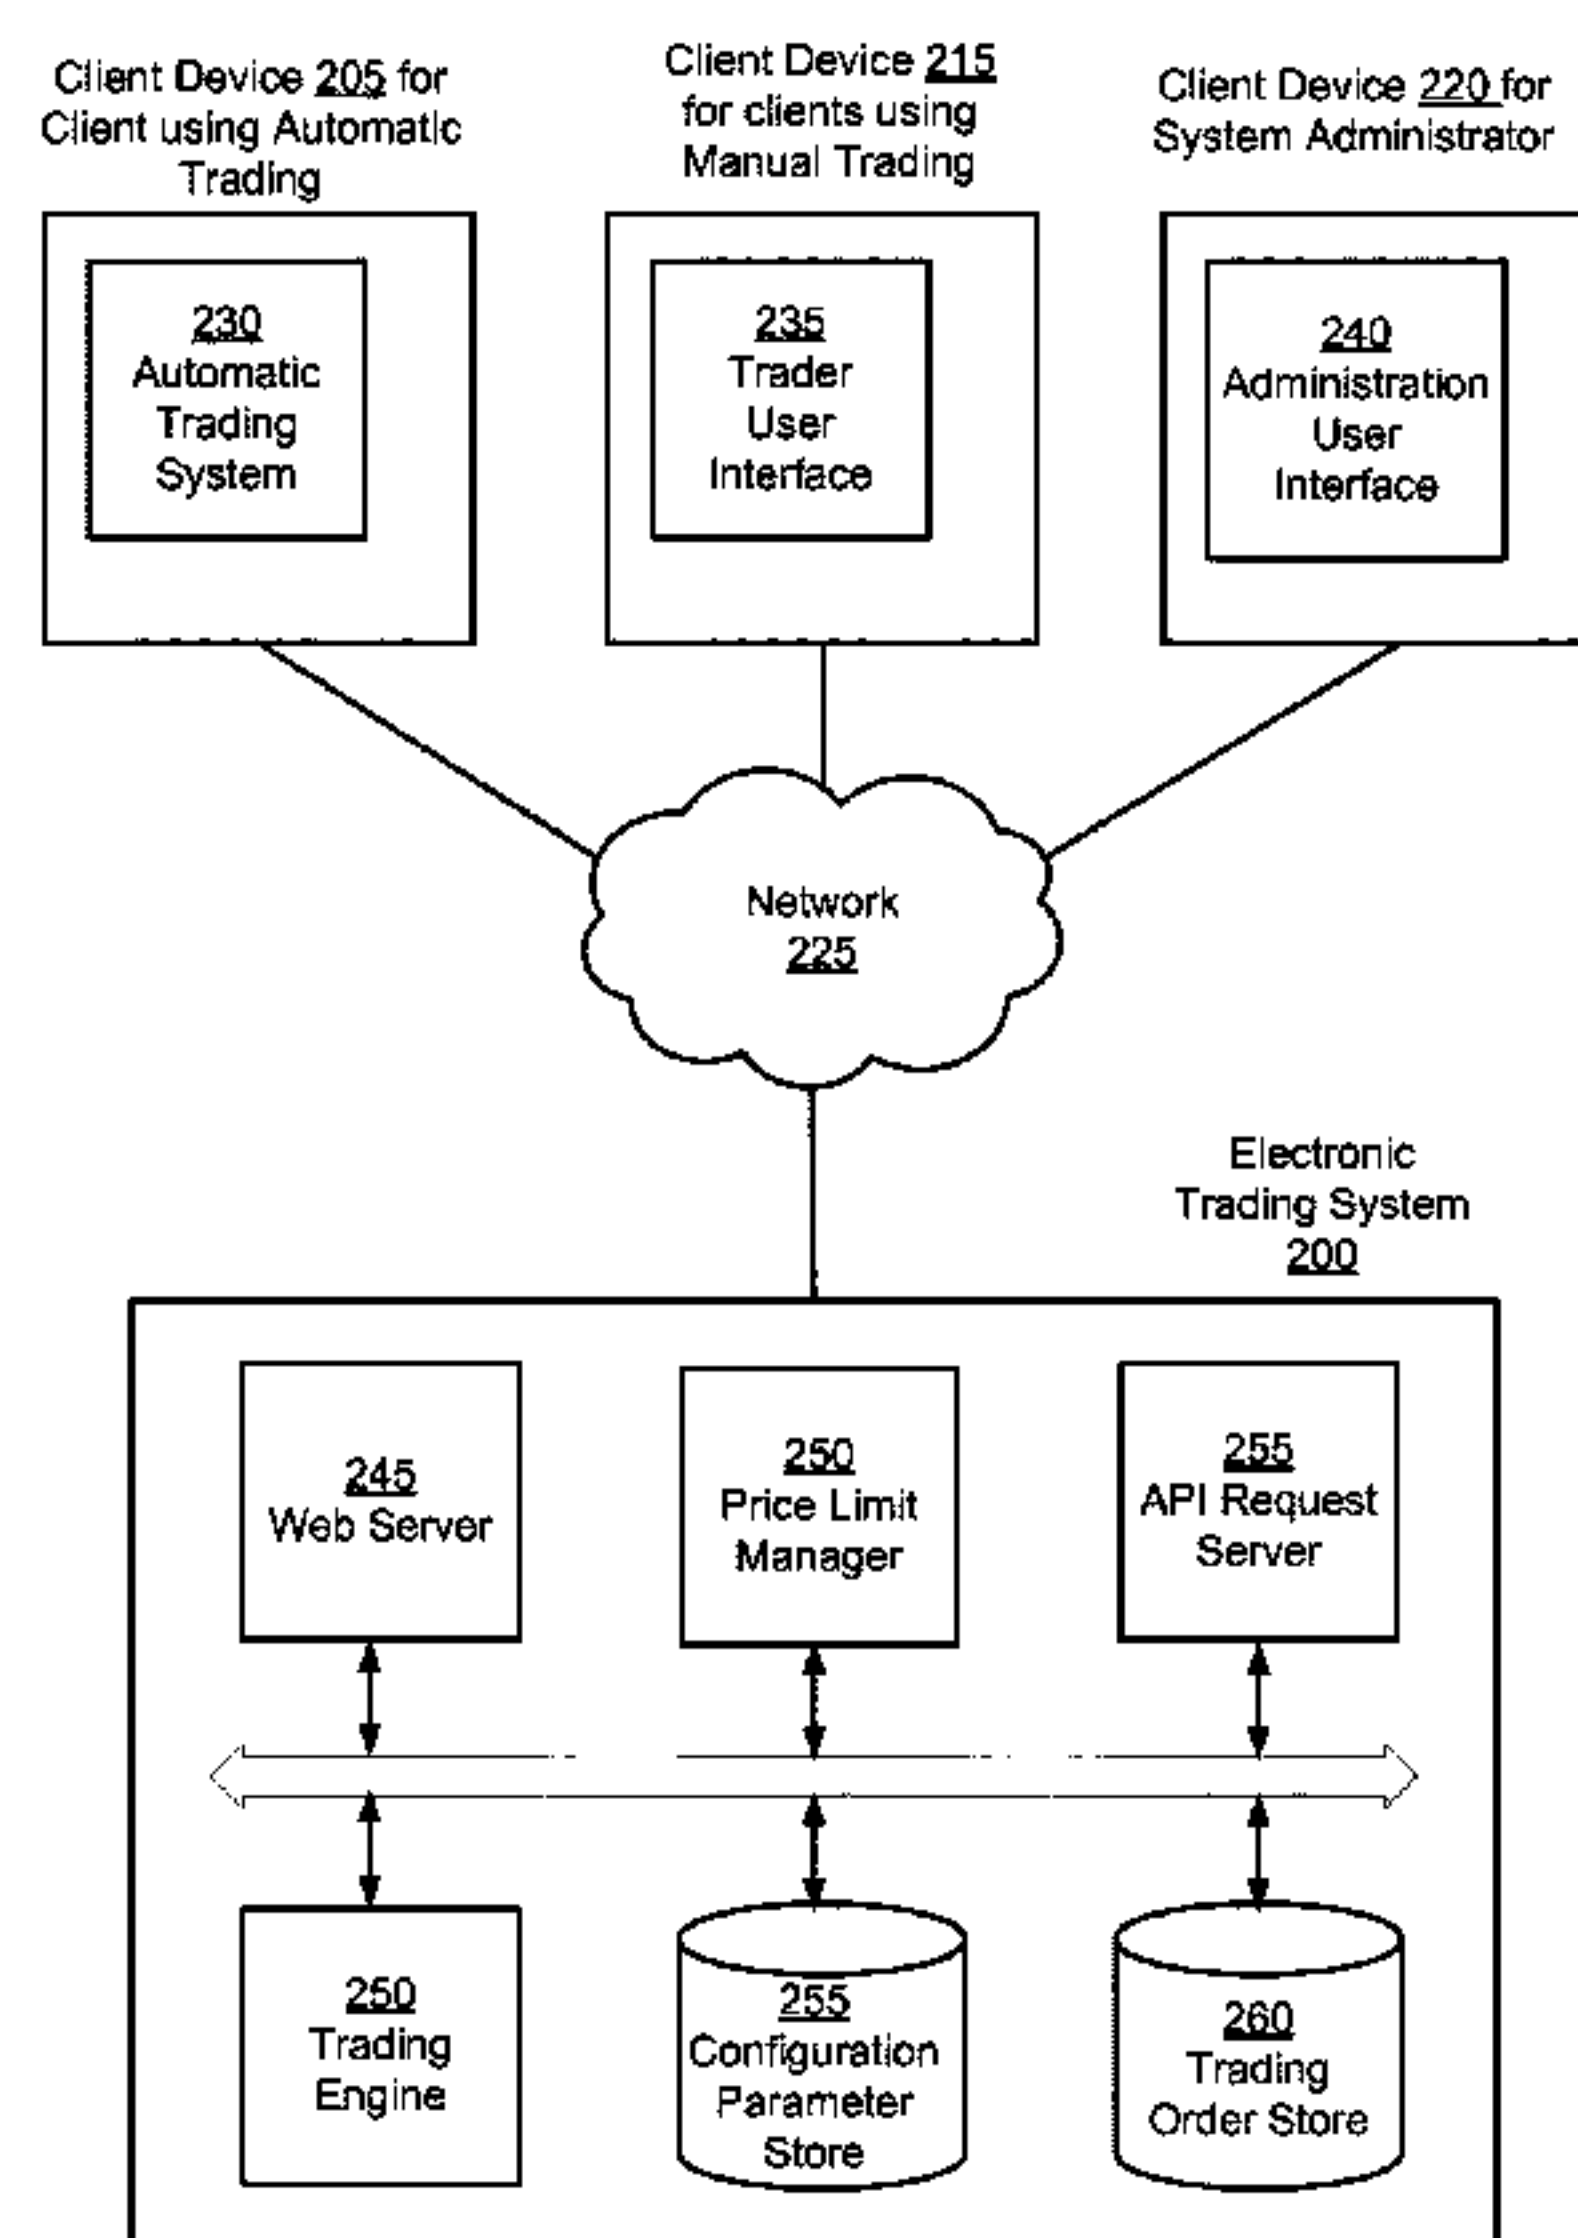 Client Device 205 for
Client using Automatic
Trading
Client Device 215
for clients using
Manual Trading
Client Device 220 for
System Administrator
230
Automatic
Trading
System
235
Trader
User
Interface
240
Administration
User
Interface
Network
225
Electronic
Trading System
200
245
Web Server
250
Price Limit
Manager
255
API Request
Server
250
Trading
Engine
255
Configuration
Parameter
Store
260
Trading
Order Store